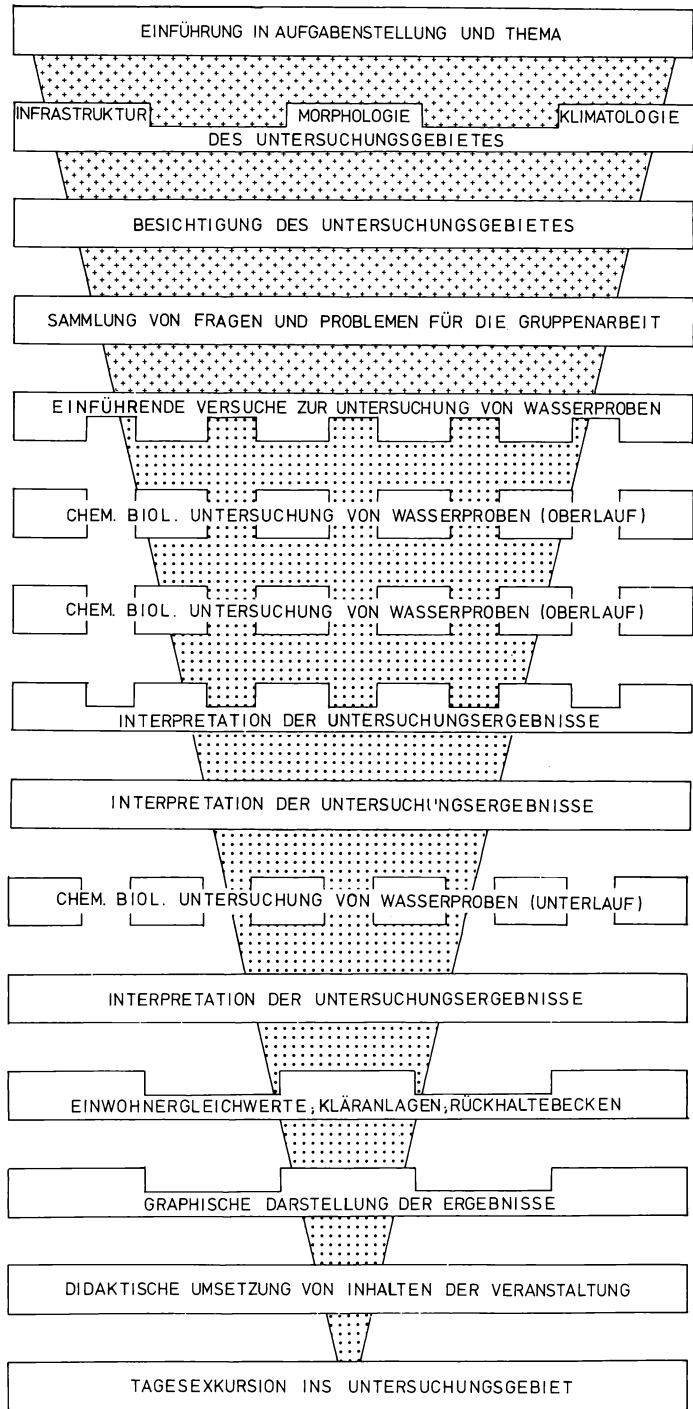 EINFÜHRUNG IN AUFGABENSTELLUNG UND THEMA
INFRASTRUKTUR MORPHOLOGIE KLIMATOLOGIE
DES UNTERSUCHUNGSGEBIETES
BESICHTIGUNG DES UNTERSUCHUNGSGEBIETES
SAMMLUNG VON FRAGEN UND PROBLEMEN FÜR DIE GRUPPENARBEIT
EINFÜHRENDE VERSUCHE ZUR UNTERSUCHUNG VON WASSERPROBEN
CHEM. BIOL. UNTERSUCHUNG VON WASSERPROBEN (OBERLAUF)
CHEM. BIOL. UNTERSUCHUNG VON WASSERPROBEN (OBERLAUF)
INTERPRETATION DER UNTERSUCHUNGSERGEBNISSE
INTERPRETATION DER UNTERSUCHUNGSERGEBNISSE
CHEM. BIOL. UNTERSUCHUNG VON WASSERPROBEN (UNTERLAUF)
INTERPRETATION DER UNTERSUCHUNGSERGEBNISSE
EINWOHNERGLEICHWERTE; KLÄRANLAGEN; RÜCKHALTEBECKEN
GRAPHISCHE DARSTELLUNG DER ERGEBNISSE
DIDAKTISCHE UMSETZUNG VON INHALTEN DER VERANSTALTUNG
TAGESEXKURSION INS UNTERSUCHUNGSGEBIET